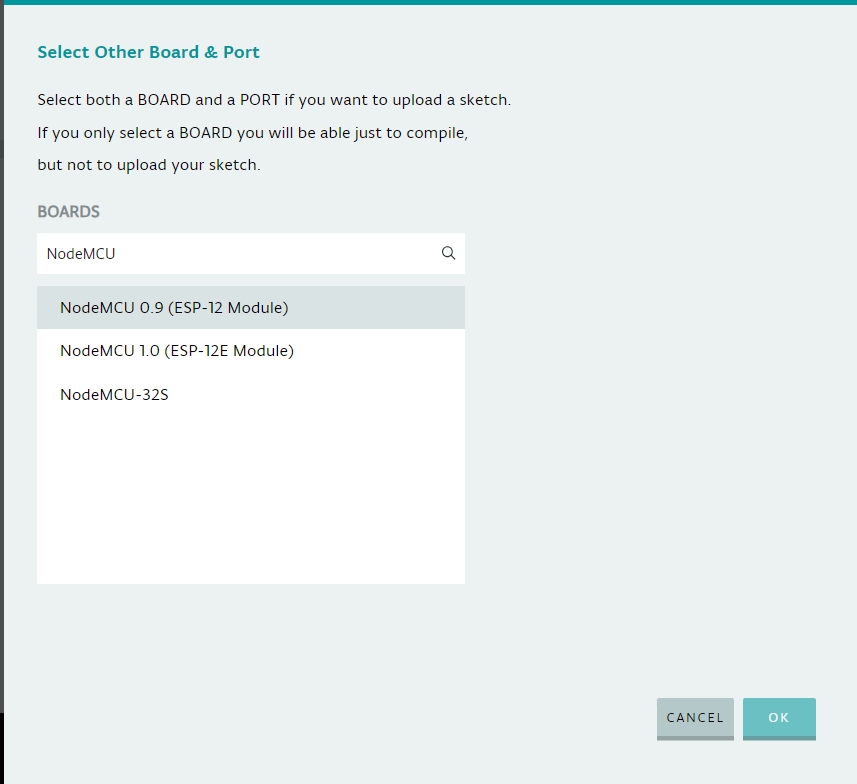 Select Other Board & Port
Select both a BOARD and a PORT if you want to upload a sketch.
If you only select a BOARD you will be able just to compile,
but not to upload your sketch.
BOARDS
NodeMCU
NodeMCU 0.9 (ESP-12 Module)
NodeMCU 1.0 (ESP-12E Module)
NodeMCU-32S
CANCEL
OK